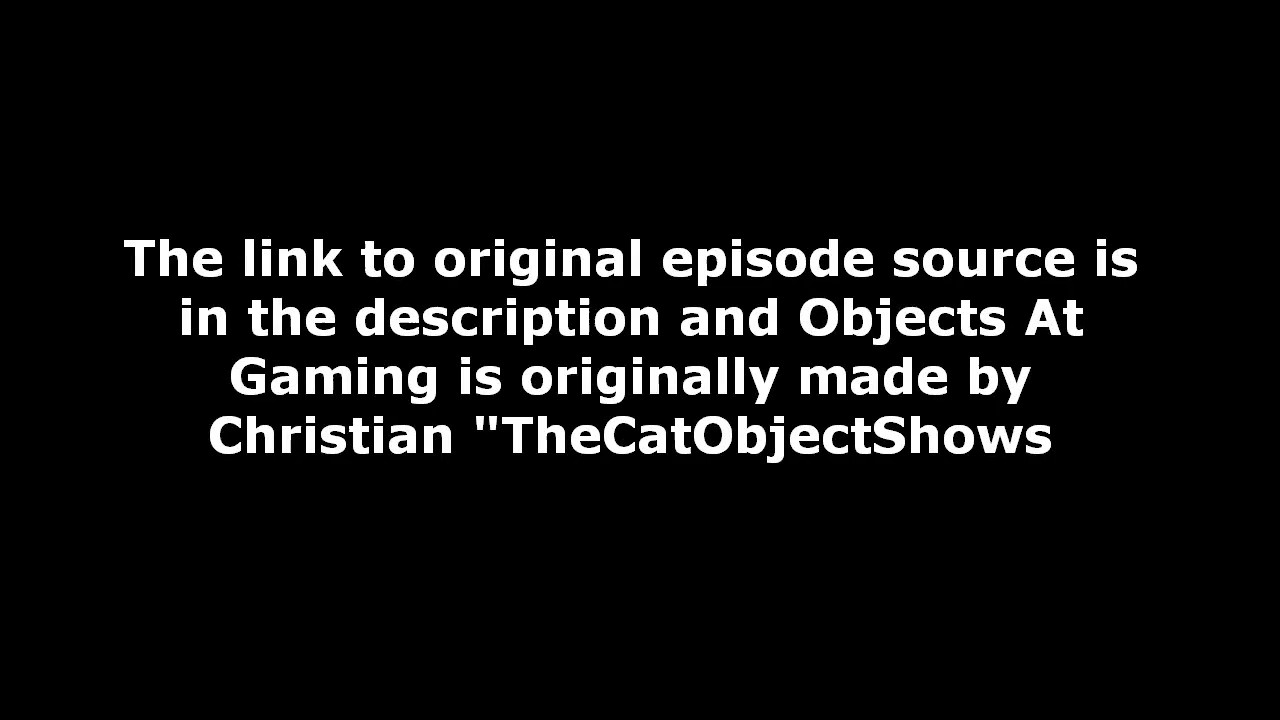 The link to original episode source is
in the description and Objects At
Gaming is originally made by
Christian "TheCatObjectShows